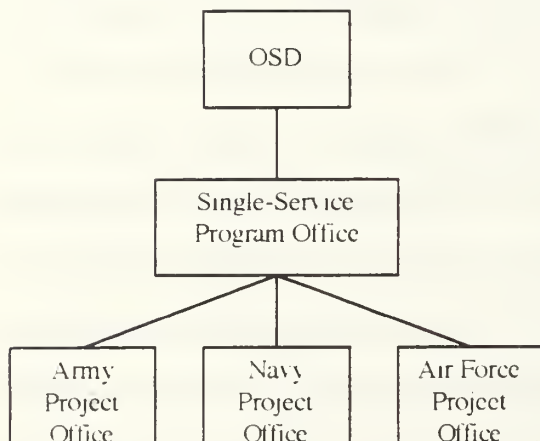 OSD
Single-Service
Program Office
Army
Project
Office
Navy
Project
Office
Air Force
Project
Office